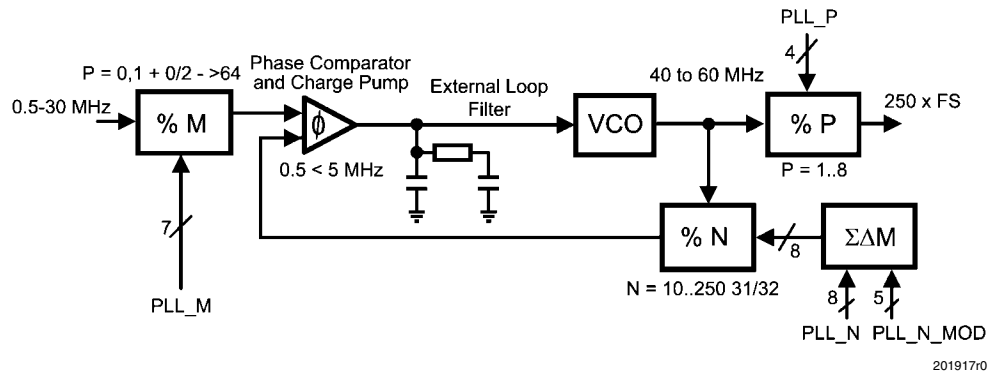 PLL_P
4
P = 0,1 + 0/2 - >64
Phase Comparator
and Charge Pump
External Loop
Filter
40 to 60 MHz
0.5-30 MHz
% M
ϕ
VCO
% P
250 x FS
0.5 < 5 MHz
P = 1..8
7
% N
8
ΣΔM
N = 10..250 31/32
8
5
PLL_M
PLL_N
PLL_N_MOD
201917r0